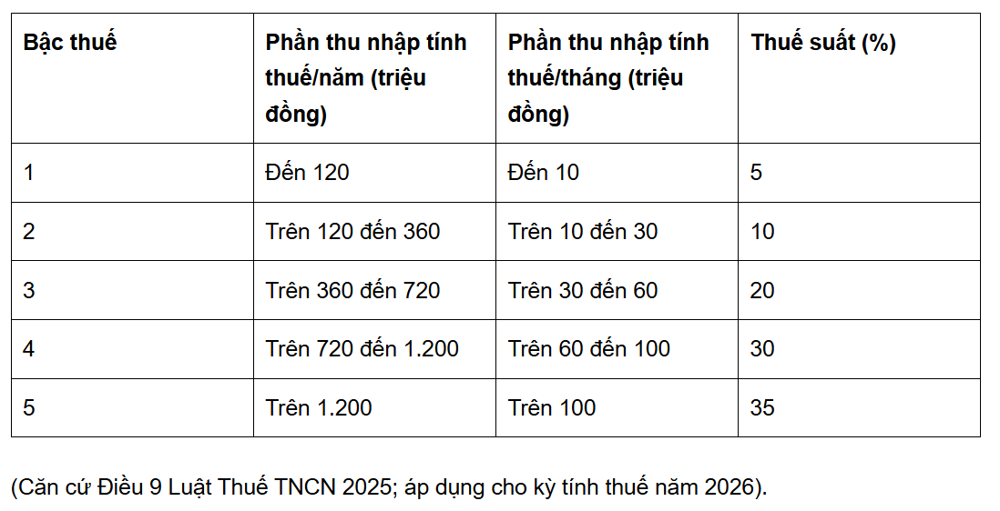 Bậc thuế
Phần thu nhập tính
thuế/năm (triệu
đồng)
Phần thu nhập tính
thuế/tháng (triệu
đồng)
Thuế suất (%)
1
Đến 120
Đến 10
5
2
Trên 120 đến 360
Trên 10 đến 30
10
3
Trên 360 đến 720
Trên 30 đến 60
20
4
Trên 720 đến 1.200
Trên 60 đến 100
30
5
Trên 1.200
Trên 100
35
(Căn cứ Điều 9 Luật Thuế TNCN 2025; áp dụng cho kỳ tính thuế năm 2026).